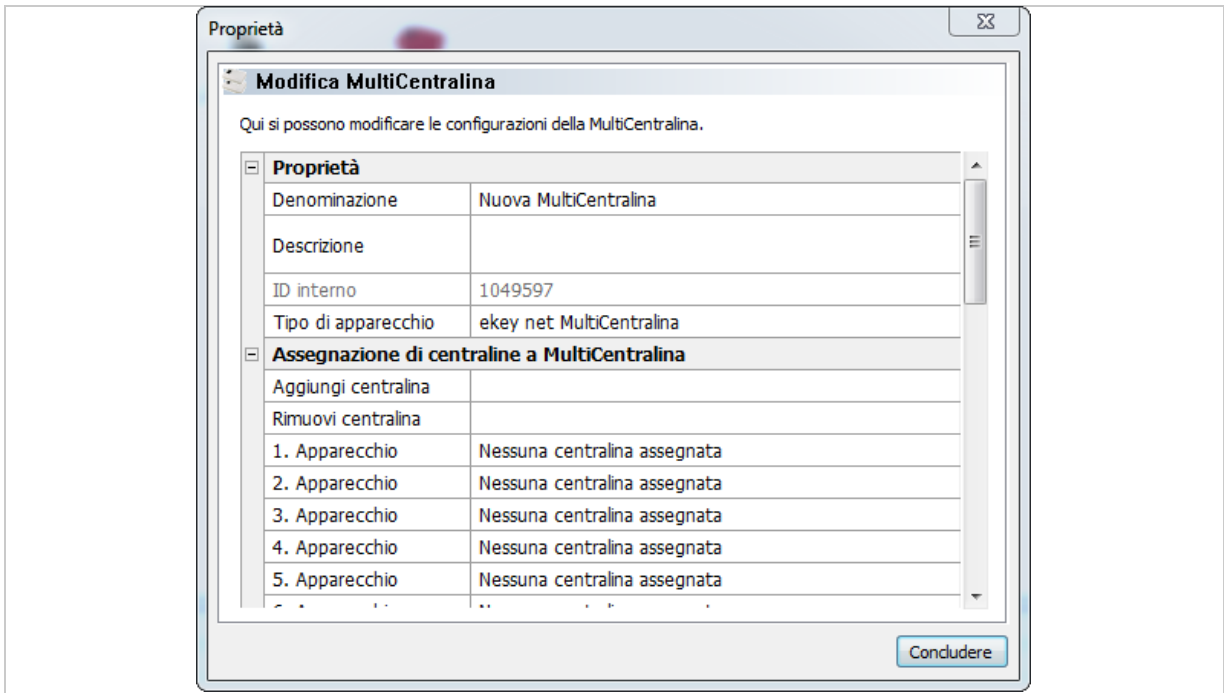 Proprietà
Modifica MultiCentralina
Qui si possono modificare le configurazioni della MultiCentralina.
Proprietà
Denominazione Nuova MultiCentralina
Descrizione
ID interno 1049597
Tipo di apparecchio ekey net MultiCentralina
Assegnazione di centraline a MultiCentralina
Aggiungi centralina
Rimuovi centralina
1. Apparecchio Nessuna centralina assegnata
2. Apparecchio Nessuna centralina assegnata
3. Apparecchio Nessuna centralina assegnata
4. Apparecchio Nessuna centralina assegnata
5. Apparecchio Nessuna centralina assegnata
Concludere